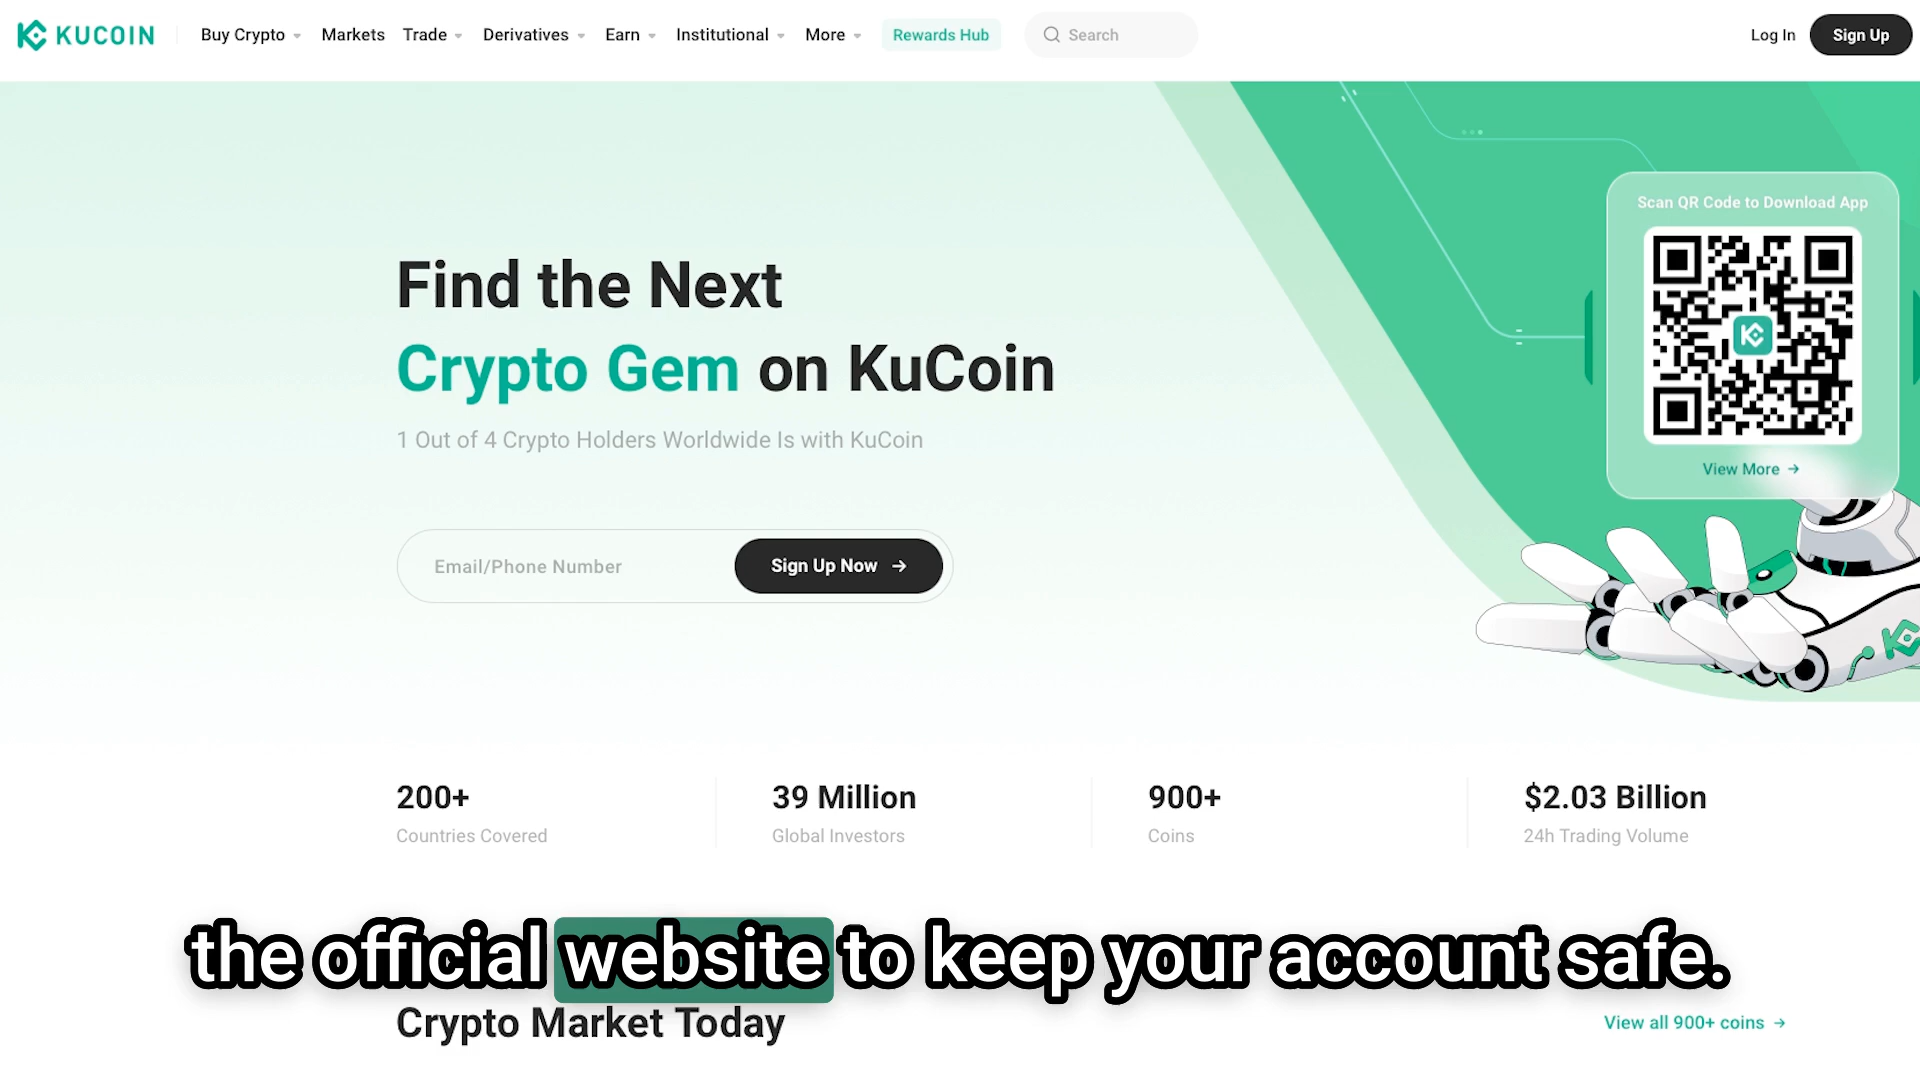 KUCOIN
Buy Crypto
Markets
Trade
Derivatives
Earn
Institutional
More
Rewards Hub
Search
Log In
Sign Up
Scan QR Code to Download App
View More →
Find the Next
Crypto Gem on KuCoin
1 Out of 4 Crypto Holders Worldwide Is with KuCoin
Email/Phone Number
Sign Up Now →
200+
Countries Covered
39 Million
Global Investors
900+
Coins
$2.03 Billion
24h Trading Volume
the official website to keep your account safe.
Crypto Market Today
View all 900+ coins →